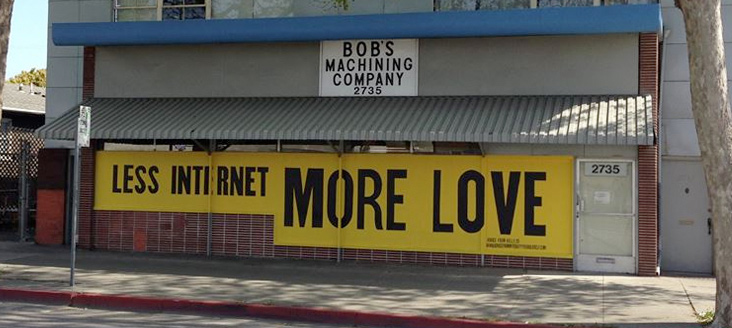 BOB'S
MACHINING
COMPANY
2735
LESS INTERNET MORE LOVE
2735